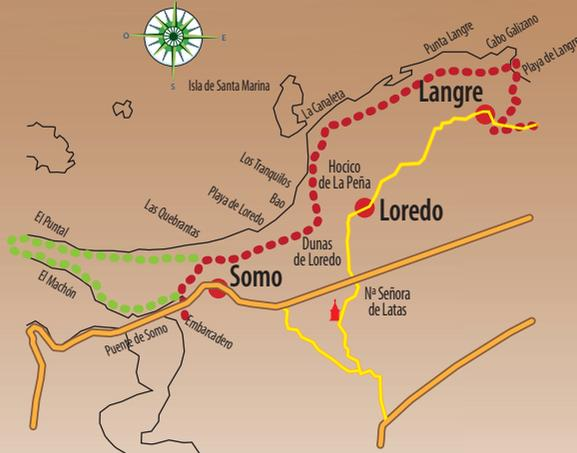 Cabo Galizano
Punta Langre
Playa de Langre
O
E
S
Isla de Santa Marina
La Canaleta
Langre
Los Tranquilos
Hocico
de La Peña
Bao
Playa de Loredo
Loredo
Las Quebrantas
El Puntal
Dunas
de Loredo
El Machón
Somo
Nª Señora
de Latas
Puente de Somo
Embarcadero